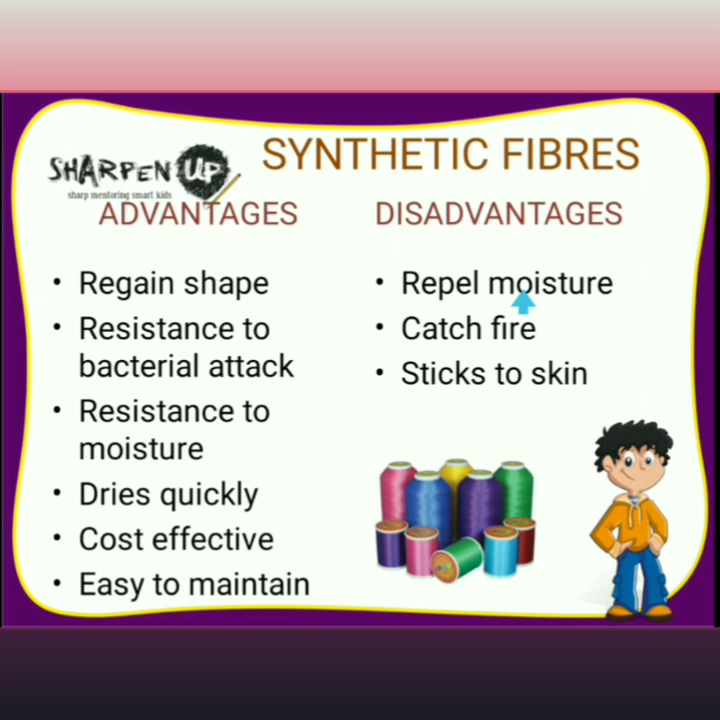 SHARPEN UP
sharp mentoring smart kids
SYNTHETIC FIBRES
ADVANTAGES
• Regain shape
• Resistance to
bacterial attack
• Resistance to
moisture
• Dries quickly
• Cost effective
• Easy to maintain
DISADVANTAGES
• Repel moisture
• Catch fire
• Sticks to skin